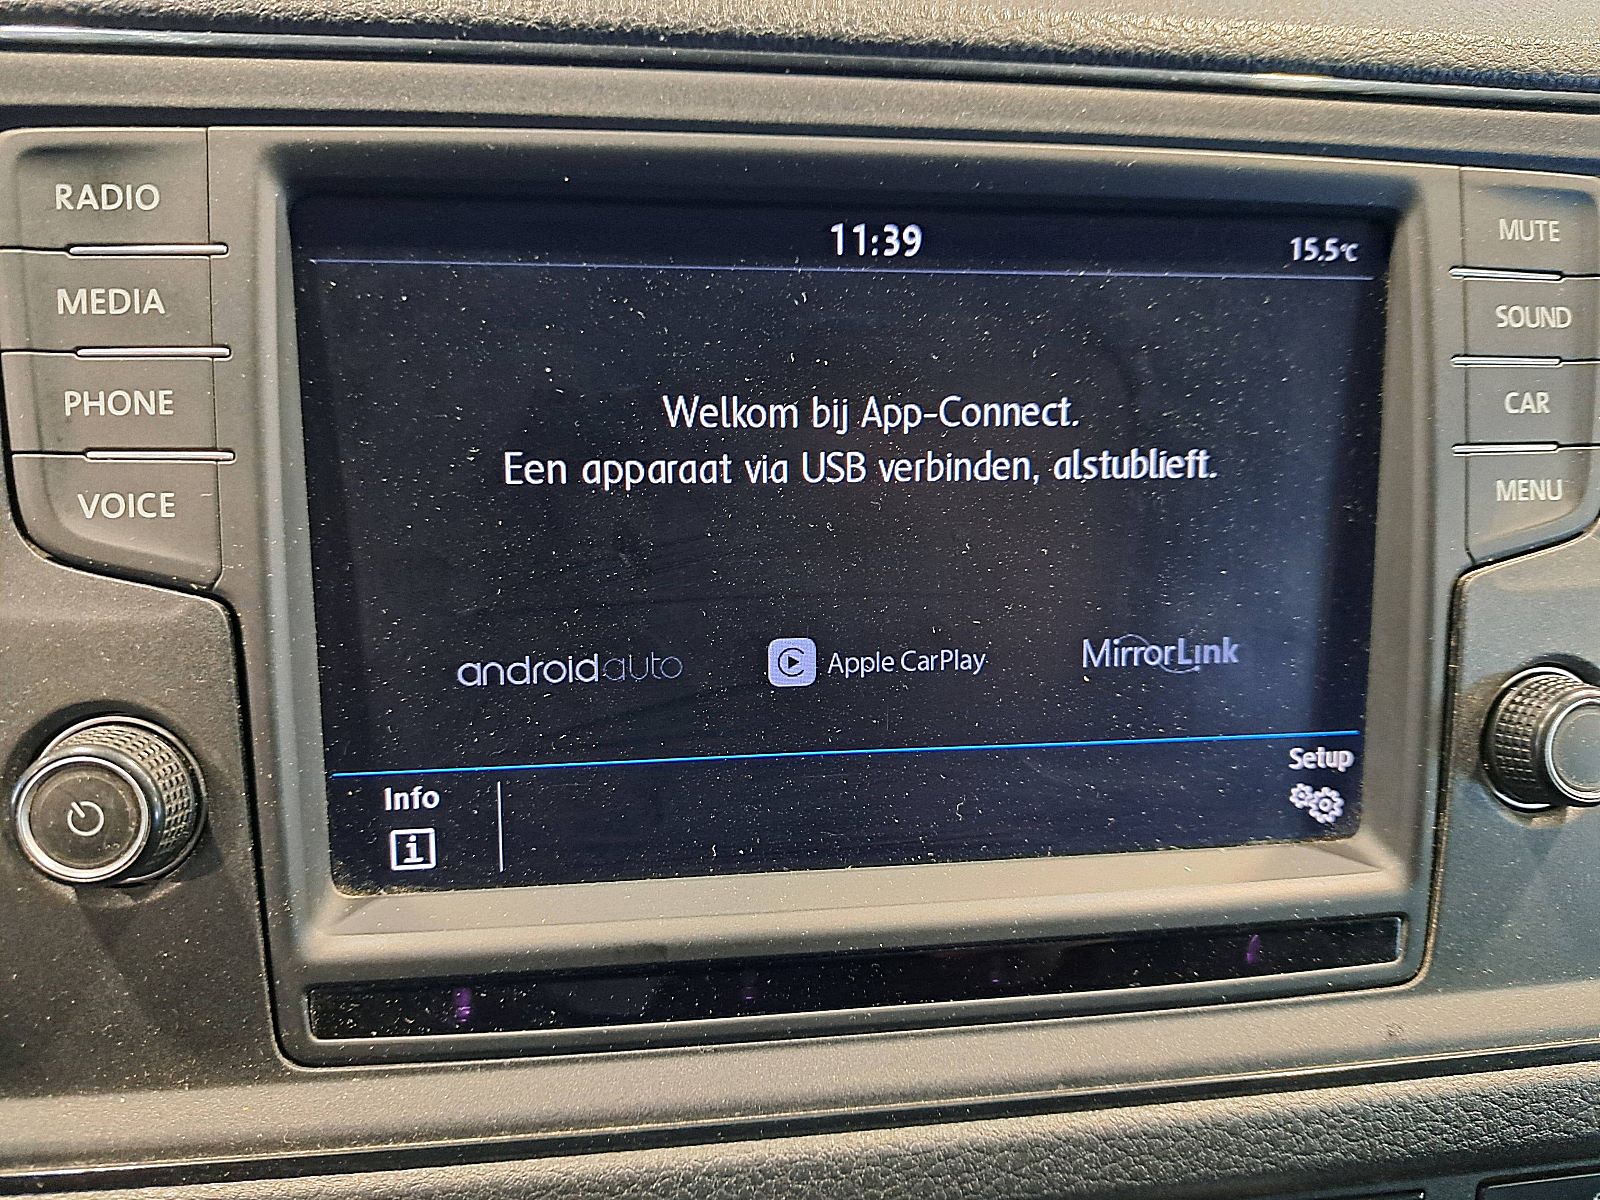 RADIO
MEDIA
PHONE
VOICE
11:39
15.5°C
Welkom bij App-Connect.
Een apparaat via USB verbinden, alstublieft.
androidauto
Apple CarPlay
MirrorLink
Info
i
Setup
MUTE
SOUND
CAR
MENU